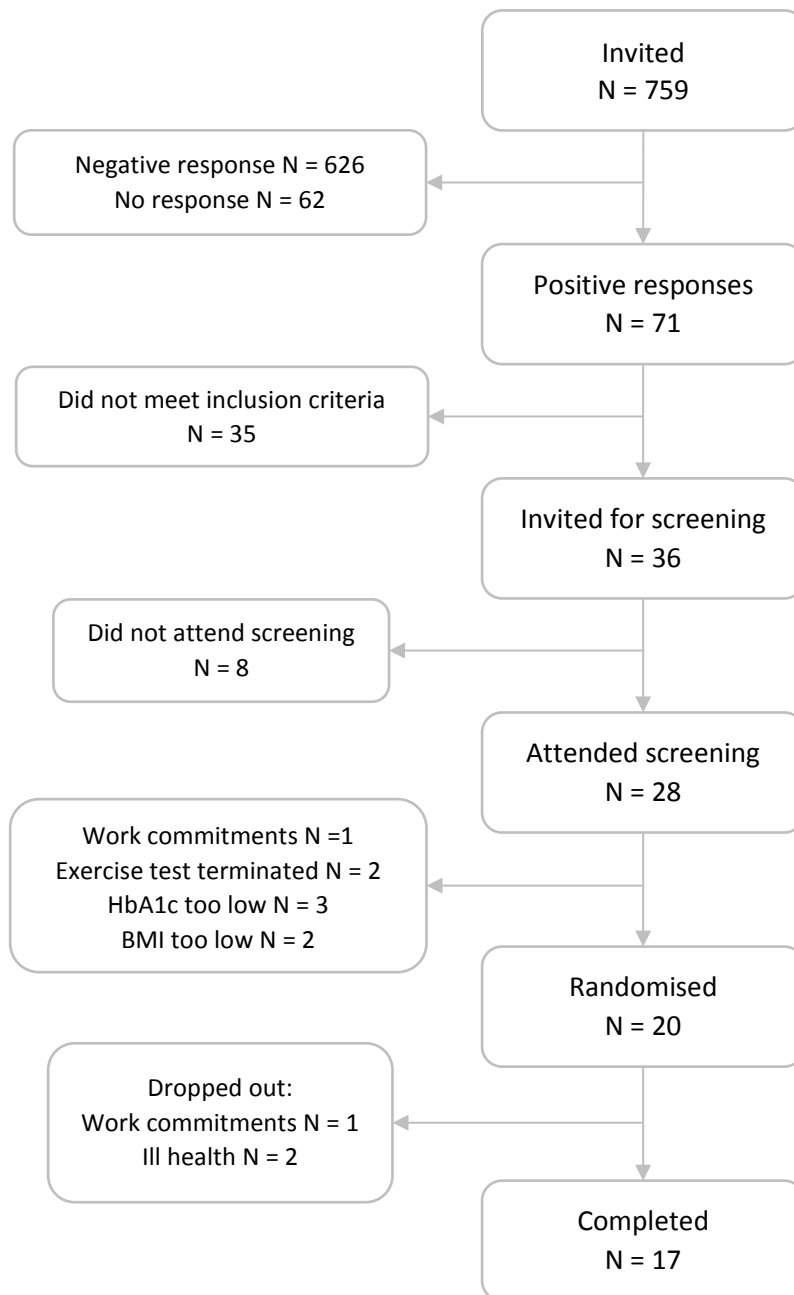 Invited
N = 759
Negative response N = 626
No response N = 62
Positive responses
N = 71
Did not meet inclusion criteria
N = 35
Invited for screening
N = 36
Did not attend screening
N = 8
Attended screening
N = 28
Work commitments N =1
Exercise test terminated N = 2
HbA1c too low N = 3
BMI too low N = 2
Randomised
N = 20
Dropped out:
Work commitments N = 1
Ill health N = 2
Completed
N = 17